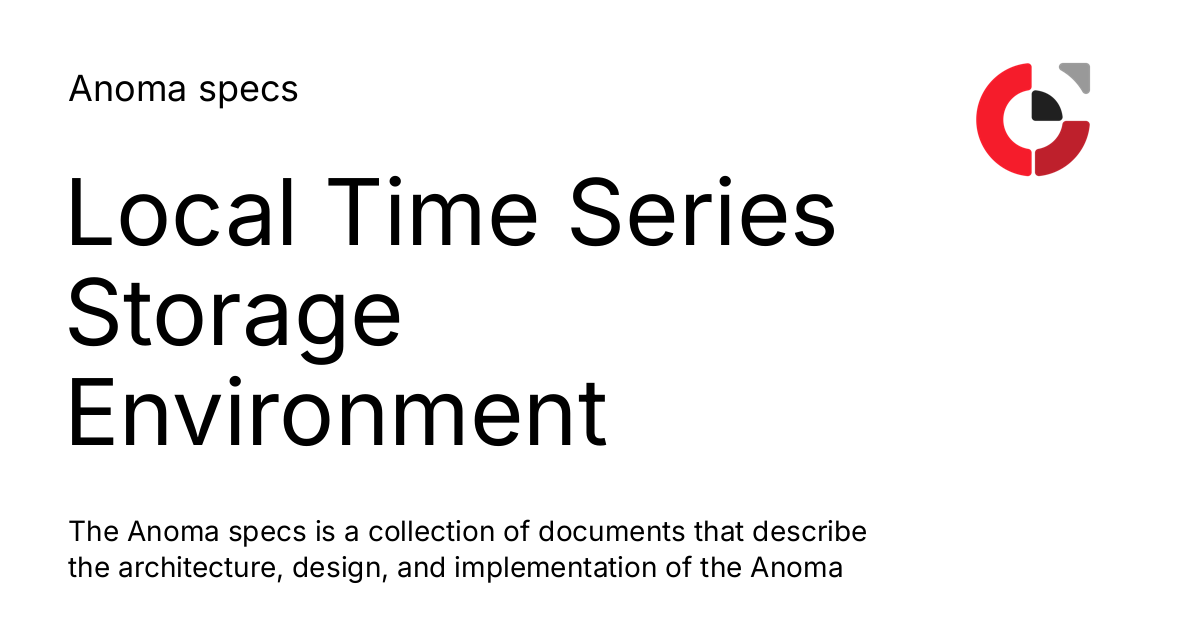 Anoma specs
Local Time Series
Storage
Environment
The Anoma specs is a collection of documents that describe
the architecture, design, and implementation of the Anoma